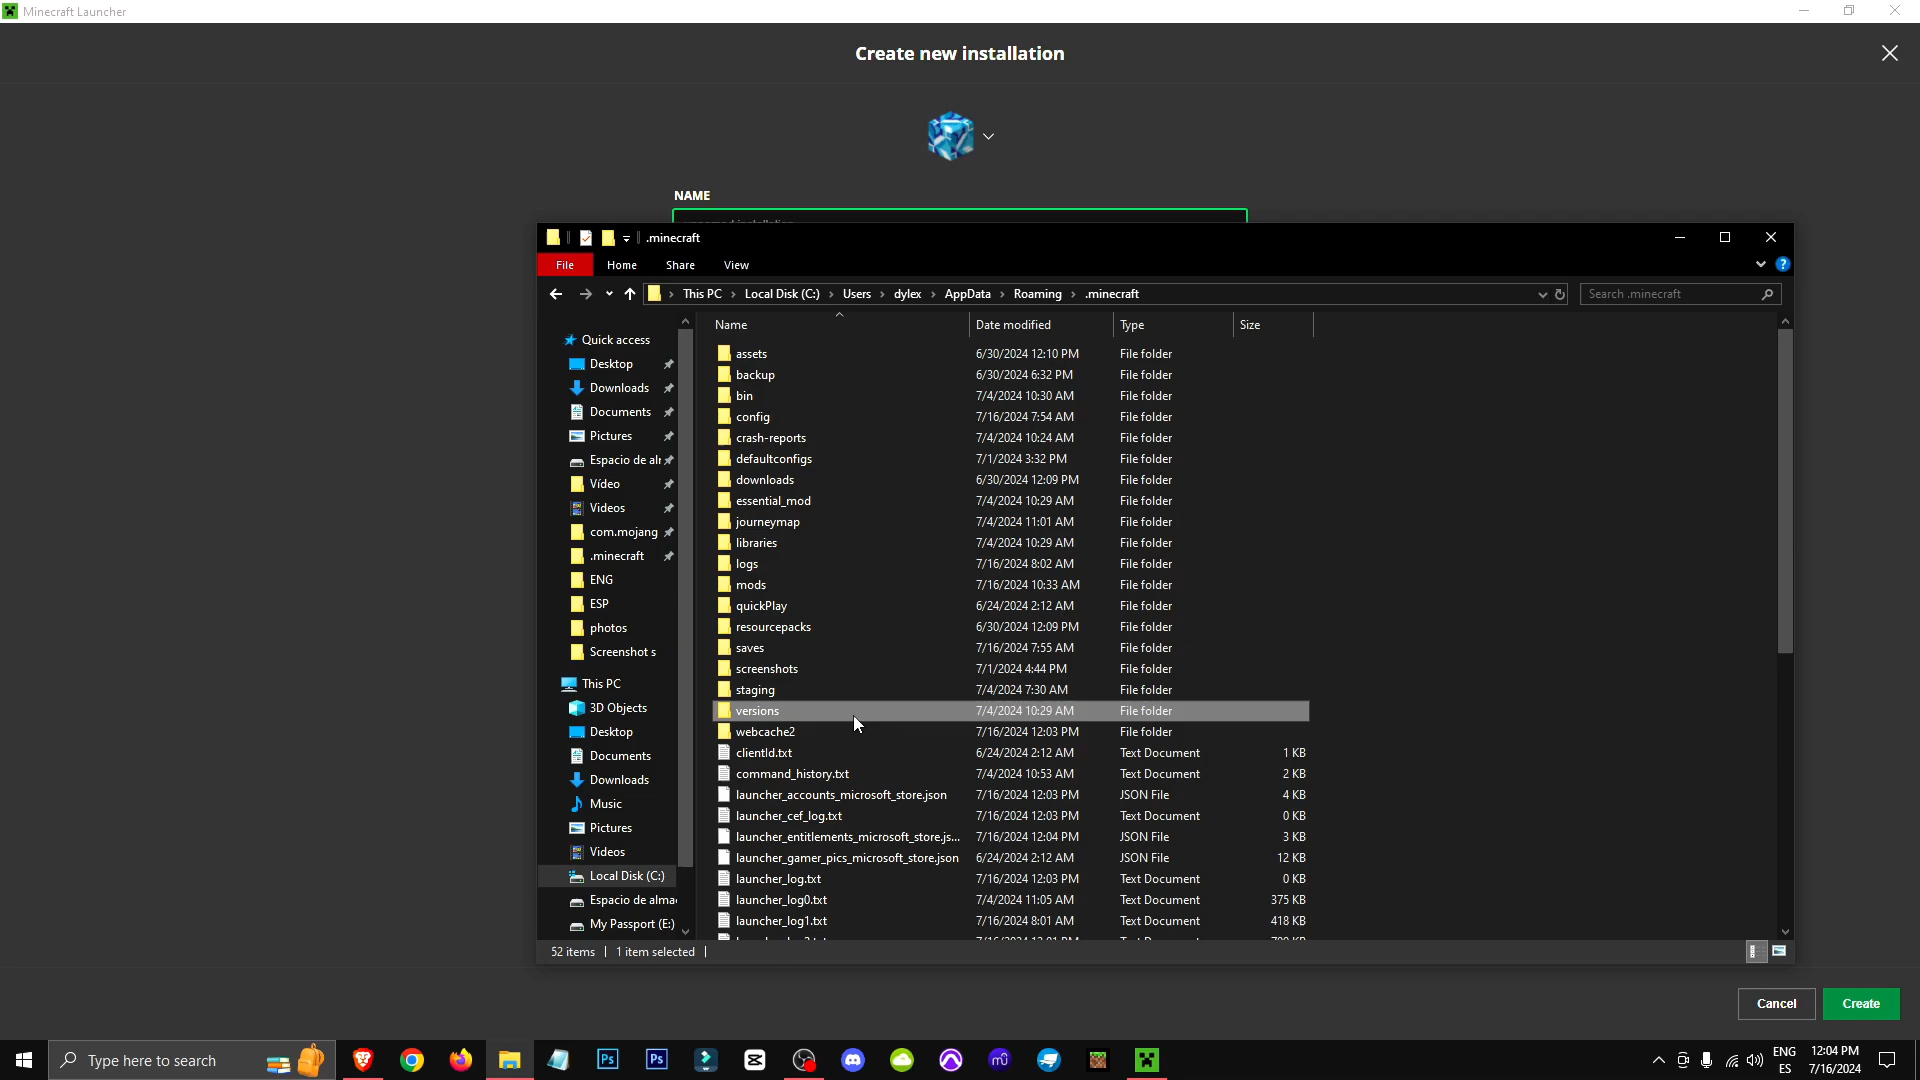 Minecraft Launcher
Create new installation
NAME
.minecraft
File Home Share View
This PC Local Disk (C:) Users dylex AppData Roaming .minecraft
Search .minecraft
Name Date modified Type Size
Quick access
Desktop
Downloads
Documents
Pictures
Espacio de alr
Vídeo
Videos
com.mojang
.minecraft
ENG
ESP
photos
Screenshot s
This PC
3D Objects
Desktop
Documents
Downloads
Music
Pictures
Videos
Local Disk (C:)
Espacio de alma
My Passport (E:)
assets 6/30/2024 12:10 PM File folder
backup 6/30/2024 6:32 PM File folder
bin 7/4/2024 10:30 AM File folder
config 7/16/2024 7:54 AM File folder
crash-reports 7/4/2024 10:24 AM File folder
defaultconfigs 7/1/2024 3:32 PM File folder
downloads 6/30/2024 12:09 PM File folder
essential_mod 7/4/2024 10:29 AM File folder
journeymap 7/4/2024 11:01 AM File folder
libraries 7/4/2024 10:29 AM File folder
logs 7/16/2024 8:02 AM File folder
mods 7/16/2024 10:33 AM File folder
quickPlay 6/24/2024 2:12 AM File folder
resourcepacks 6/30/2024 12:09 PM File folder
saves 7/16/2024 7:55 AM File folder
screenshots 7/1/2024 4:44 PM File folder
staging 7/4/2024 7:30 AM File folder
versions 7/4/2024 10:29 AM File folder
webcache2 7/16/2024 12:03 PM File folder
clientId.txt 6/24/2024 2:12 AM Text Document 1 KB
command_history.txt 7/4/2024 10:53 AM Text Document 2 KB
launcher_accounts_microsoft_store.json 7/16/2024 12:03 PM JSON File 4 KB
launcher_cef_log.txt 7/16/2024 12:03 PM Text Document 0 KB
launcher_entitlements_microsoft_store.js... 7/16/2024 12:04 PM JSON File 3 KB
launcher_gamer_pics_microsoft_store.json 6/24/2024 2:12 AM JSON File 12 KB
launcher_log.txt 7/16/2024 12:03 PM Text Document 0 KB
launcher_log0.txt 7/4/2024 11:05 AM Text Document 375 KB
launcher_log1.txt 7/16/2024 8:01 AM Text Document 418 KB
52 items 1 item selected
Cancel Create
Type here to search
Ps
Ps
mū
ENG
ES
12:04 PM
7/16/2024